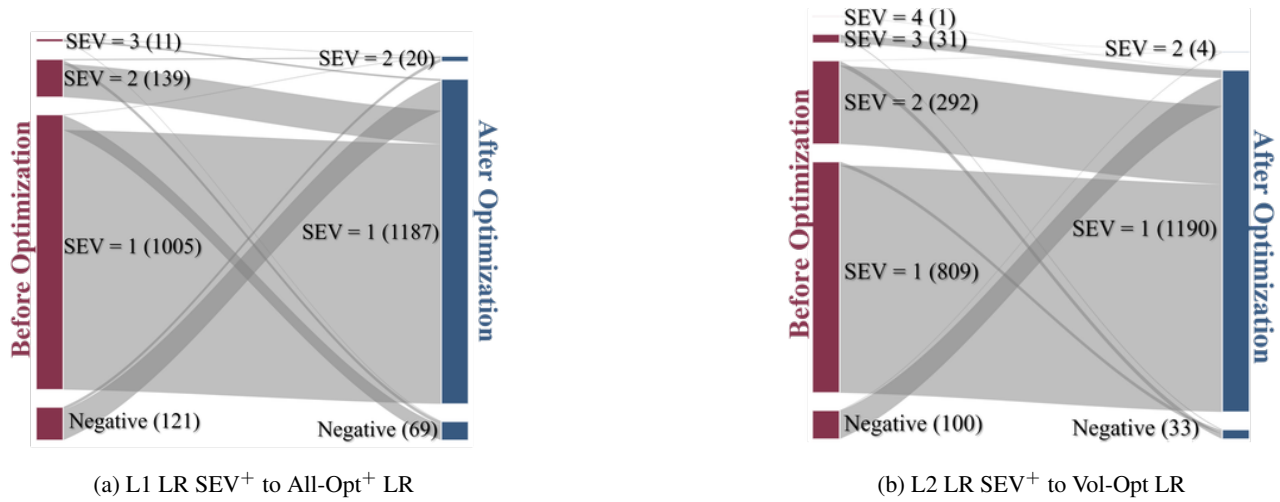 Before Optimization
SEV = 3 (11)
SEV = 2 (139)
SEV = 1 (1005)
Negative (121)
SEV = 2 (20)
SEV = 1 (1187)
Negative (69)
After Optimization
(a) L1 LR SEV⁺ to All-Opt⁺ LR
Before Optimization
SEV = 4 (1)
SEV = 3 (31)
SEV = 2 (292)
SEV = 1 (809)
Negative (100)
SEV = 2 (4)
SEV = 1 (1190)
Negative (33)
After Optimization
(b) L2 LR SEV⁺ to Vol-Opt LR